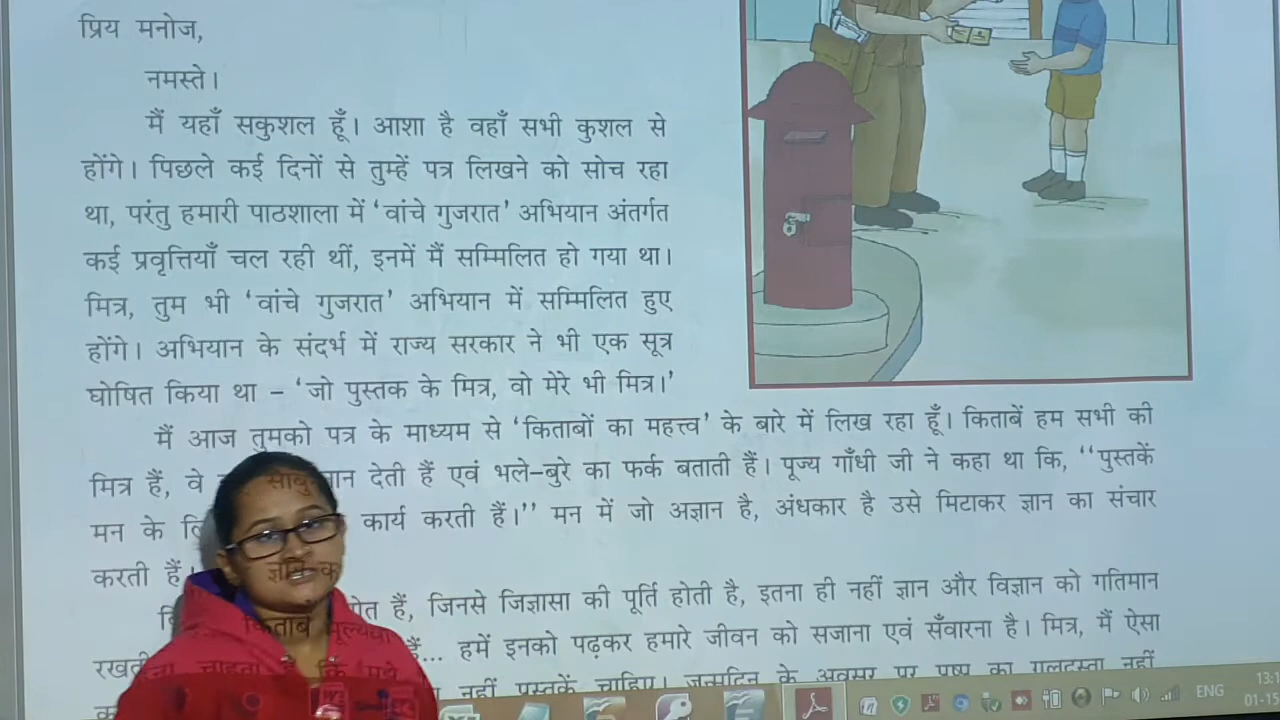 प्रिय मनोज,
नमस्ते।
मैं यहाँ सकुशल हूँ। आशा है वहाँ सभी कुशल से
होंगे। पिछले कई दिनों से तुम्हें पत्र लिखने को सोच रहा
था, परंतु हमारी पाठशाला में ‘वांचे गुजरात’ अभियान अंतर्गत
कई प्रवृत्तियाँ चल रही थीं, इनमें मैं सम्मिलित हो गया था।
मित्र, तुम भी ‘वांचे गुजरात’ अभियान में सम्मिलित हुए
होंगे। अभियान के संदर्भ में राज्य सरकार ने भी एक सूत्र
घोषित किया था – ‘जो पुस्तक के मित्र, वो मेरे भी मित्र।’
मैं आज तुमको पत्र के माध्यम से ‘किताबों का महत्त्व’ के बारे में लिख रहा हूँ। किताबें हम सभी की
मित्र हैं, वे देती हैं एवं भले-बुरे का फर्क बताती हैं। पूज्य गाँधी जी ने कहा था कि, ‘‘पुस्तकें
मन के कार्य करती हैं।’’ मन में जो अज्ञान है, अंधकार है उसे मिटाकर ज्ञान का संचार
करती हैं।
हैं, जिनसे जिज्ञासा की पूर्ति होती है, इतना ही नहीं ज्ञान और विज्ञान को गतिमान
हैं... हमें इनको पढ़कर हमारे जीवन को सजाना एवं सँवारना है। मित्र, मैं ऐसा
नहीं पुस्तकें चाहिए। जन्मदिन के अवसर पर पुष्प का गुलदस्ता नहीं
ENG